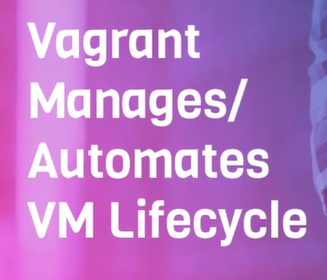 Vagrant
Manages/
Automates
VM Lifecycle